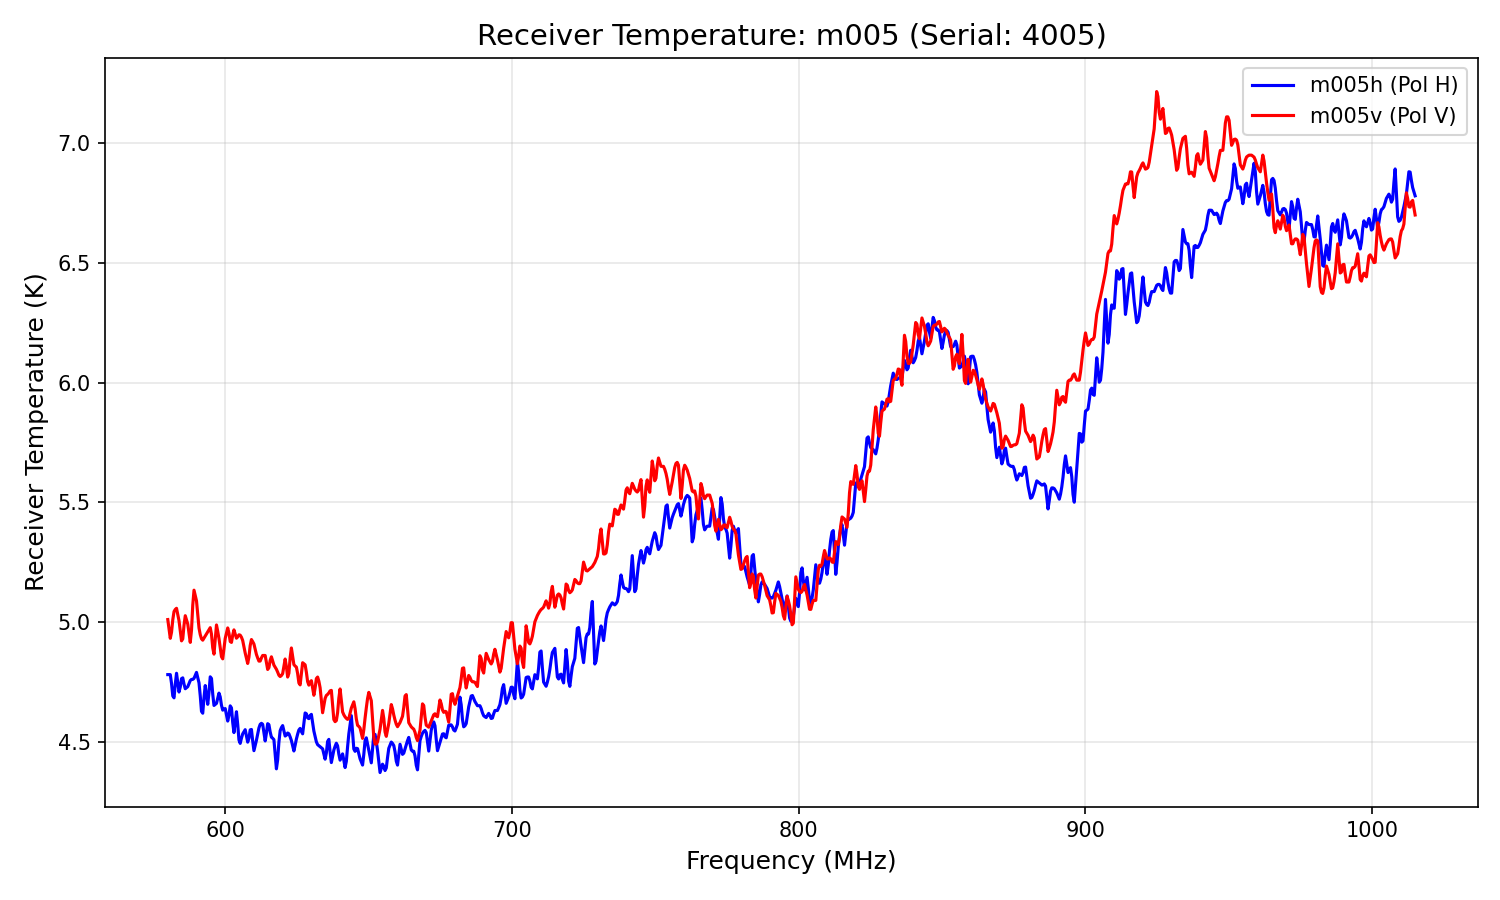 Receiver Temperature: m005 (Serial: 4005)
m005h (Pol H)
m005v (Pol V)
Receiver Temperature (K)
7.0
6.5
6.0
5.5
5.0
4.5
600 700 800 900 1000
Frequency (MHz)